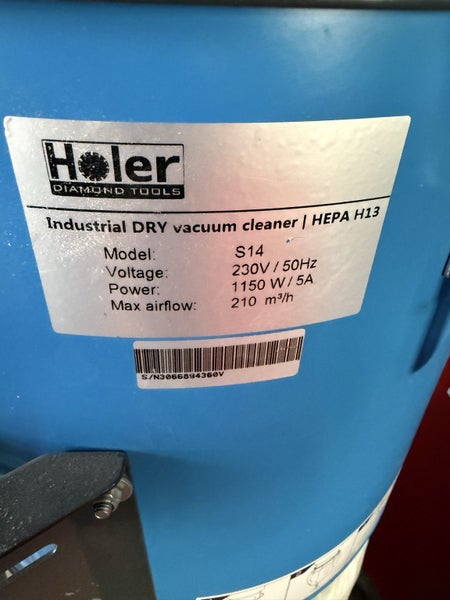 Holer
DIAMOND TOOLS
Industrial DRY vacuum cleaner | HEPA H13
Model: S14
Voltage: 230V / 50Hz
Power: 1150 W / 5A
Max airflow: 210 m³/h
S/N3066894360V